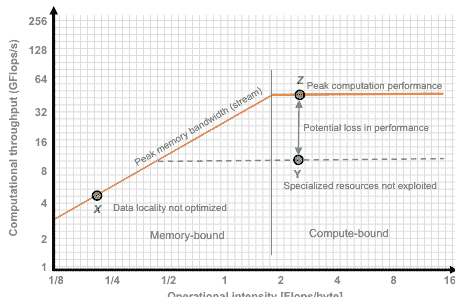 Computational throughput (GFlops/s)
256
128
64
32
16
8
4
2
1
Z
Peak computation performance
Peak memory bandwidth (stream)
Potential loss in performance
Y
Specialized resources not exploited
X
Data locality not optimized
Memory-bound
Compute-bound
1/8 1/4 1/2 1 2 4 8 16
Operational intensity [Flops/byte]